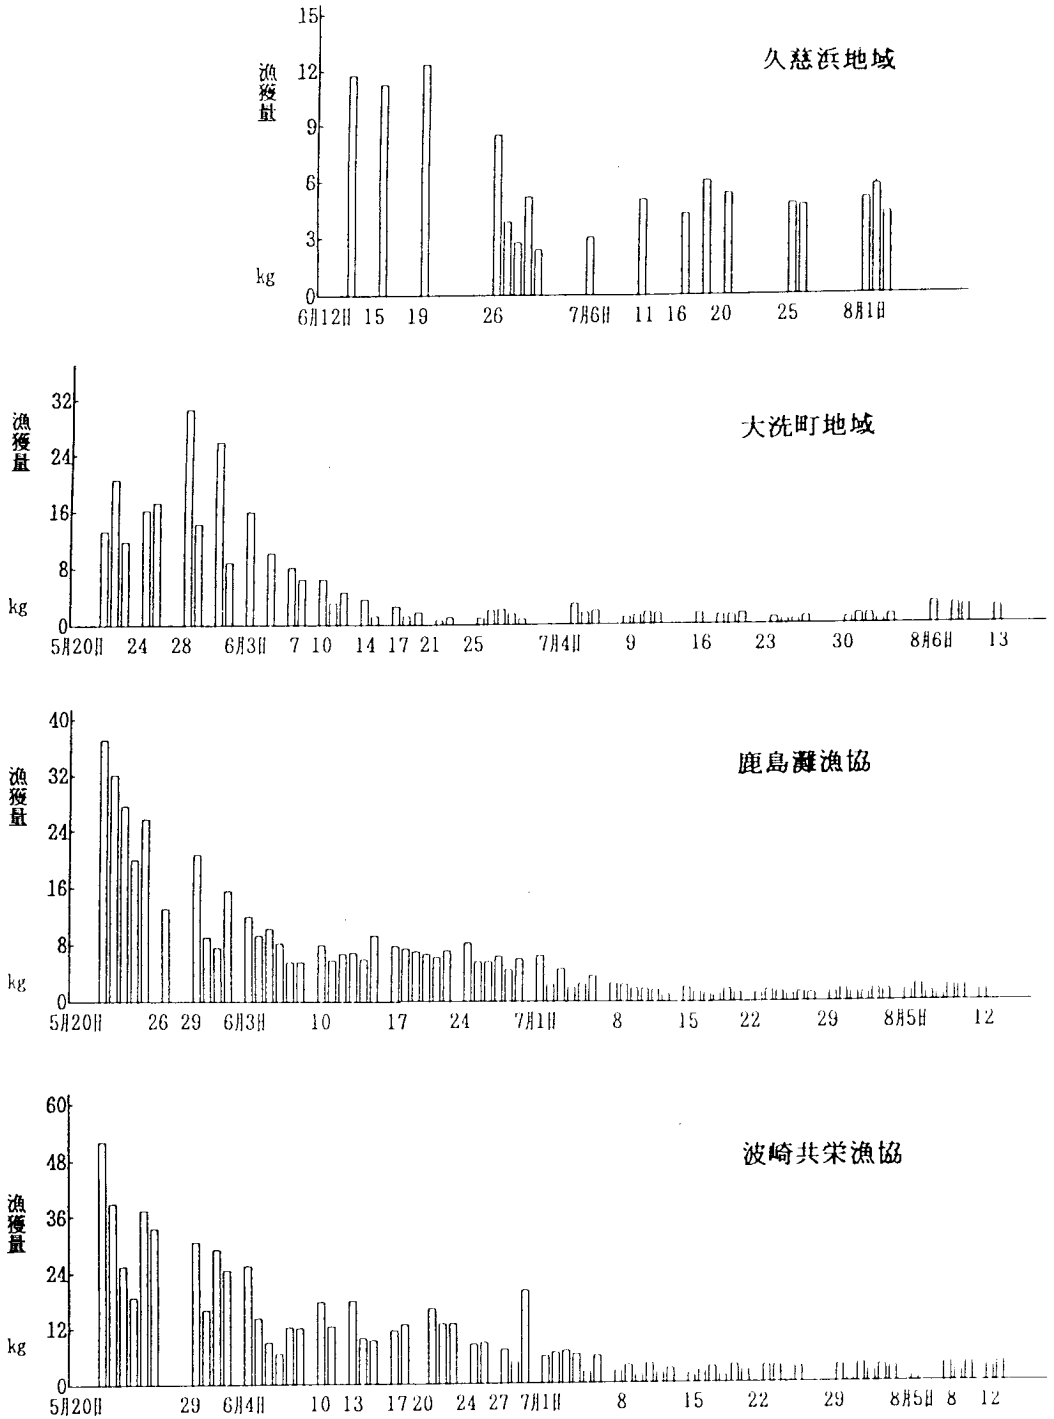 久慈浜地域
漁獲量
15
12
9
6
3
0
kg
6月12日 15 19 26 7月6日 11 16 20 25 8月1日
大洗町地域
漁獲量
32
24
16
8
0
kg
5月20日 24 28 6月3日 7 10 14 17 21 25 7月4日 9 16 23 30 8月6日 13
鹿島灘漁協
漁獲量
40
32
24
16
8
0
kg
5月20日 26 29 6月3日 10 17 24 7月1日 8 15 22 29 8月5日 12
波崎共栄漁協
漁獲量
60
48
36
24
12
0
kg
5月20日 29 6月4日 10 13 17 20 24 27 7月1日 8 15 22 29 8月5日 8 12